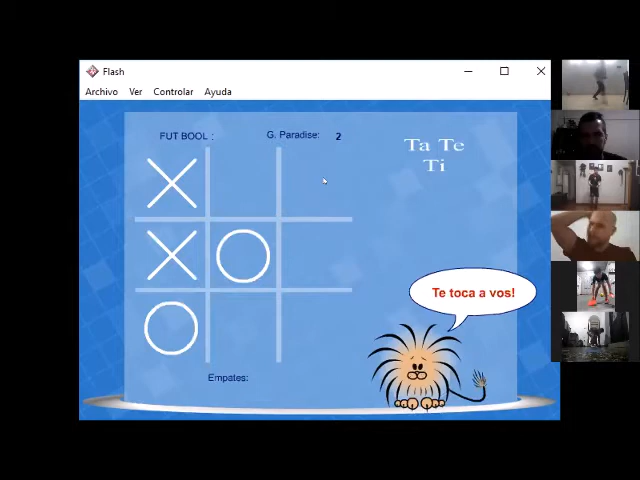 Flash
Archivo Ver Controlar Ayuda
FUT BOOL : G. Paradise: 2
Ta Te
Ti
Te toca a vos!
Empates: